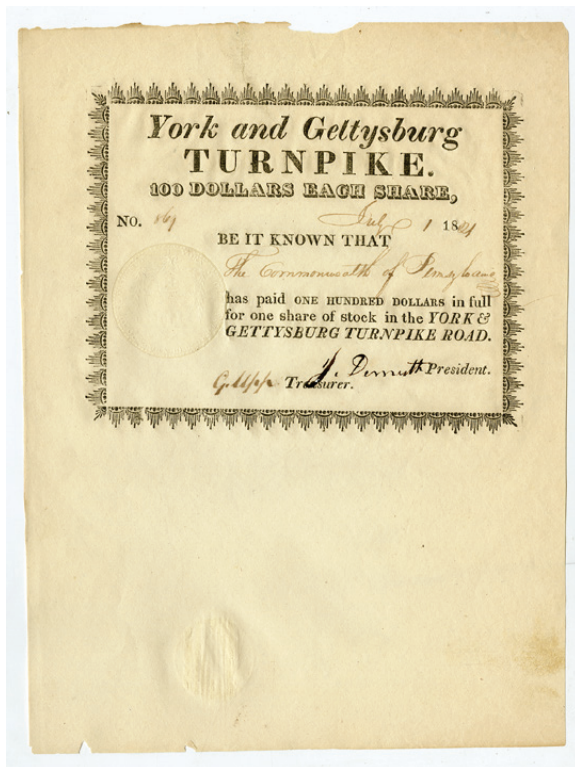 York and Gettysburg
TURNPIKE.
100 DOLLARS EACH SHARE,
No. 861 July 1 1821
BE IT KNOWN THAT
The Commonwealth of Pennsylvania
has paid ONE HUNDRED DOLLARS in full
for one share of stock in the YORK &
GETTYSBURG TURNPIKE ROAD.
President.
Treasurer.